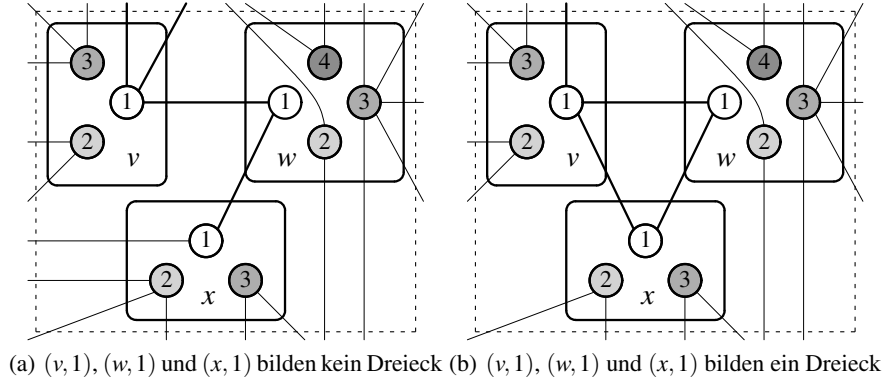 3
4
1
1
3
2
2
v
w
1
2
3
x
3
4
1
1
3
2
2
v
w
1
2
3
x
(a) (v,1), (w,1) und (x,1) bilden kein Dreieck
(b) (v,1), (w,1) und (x,1) bilden ein Dreieck